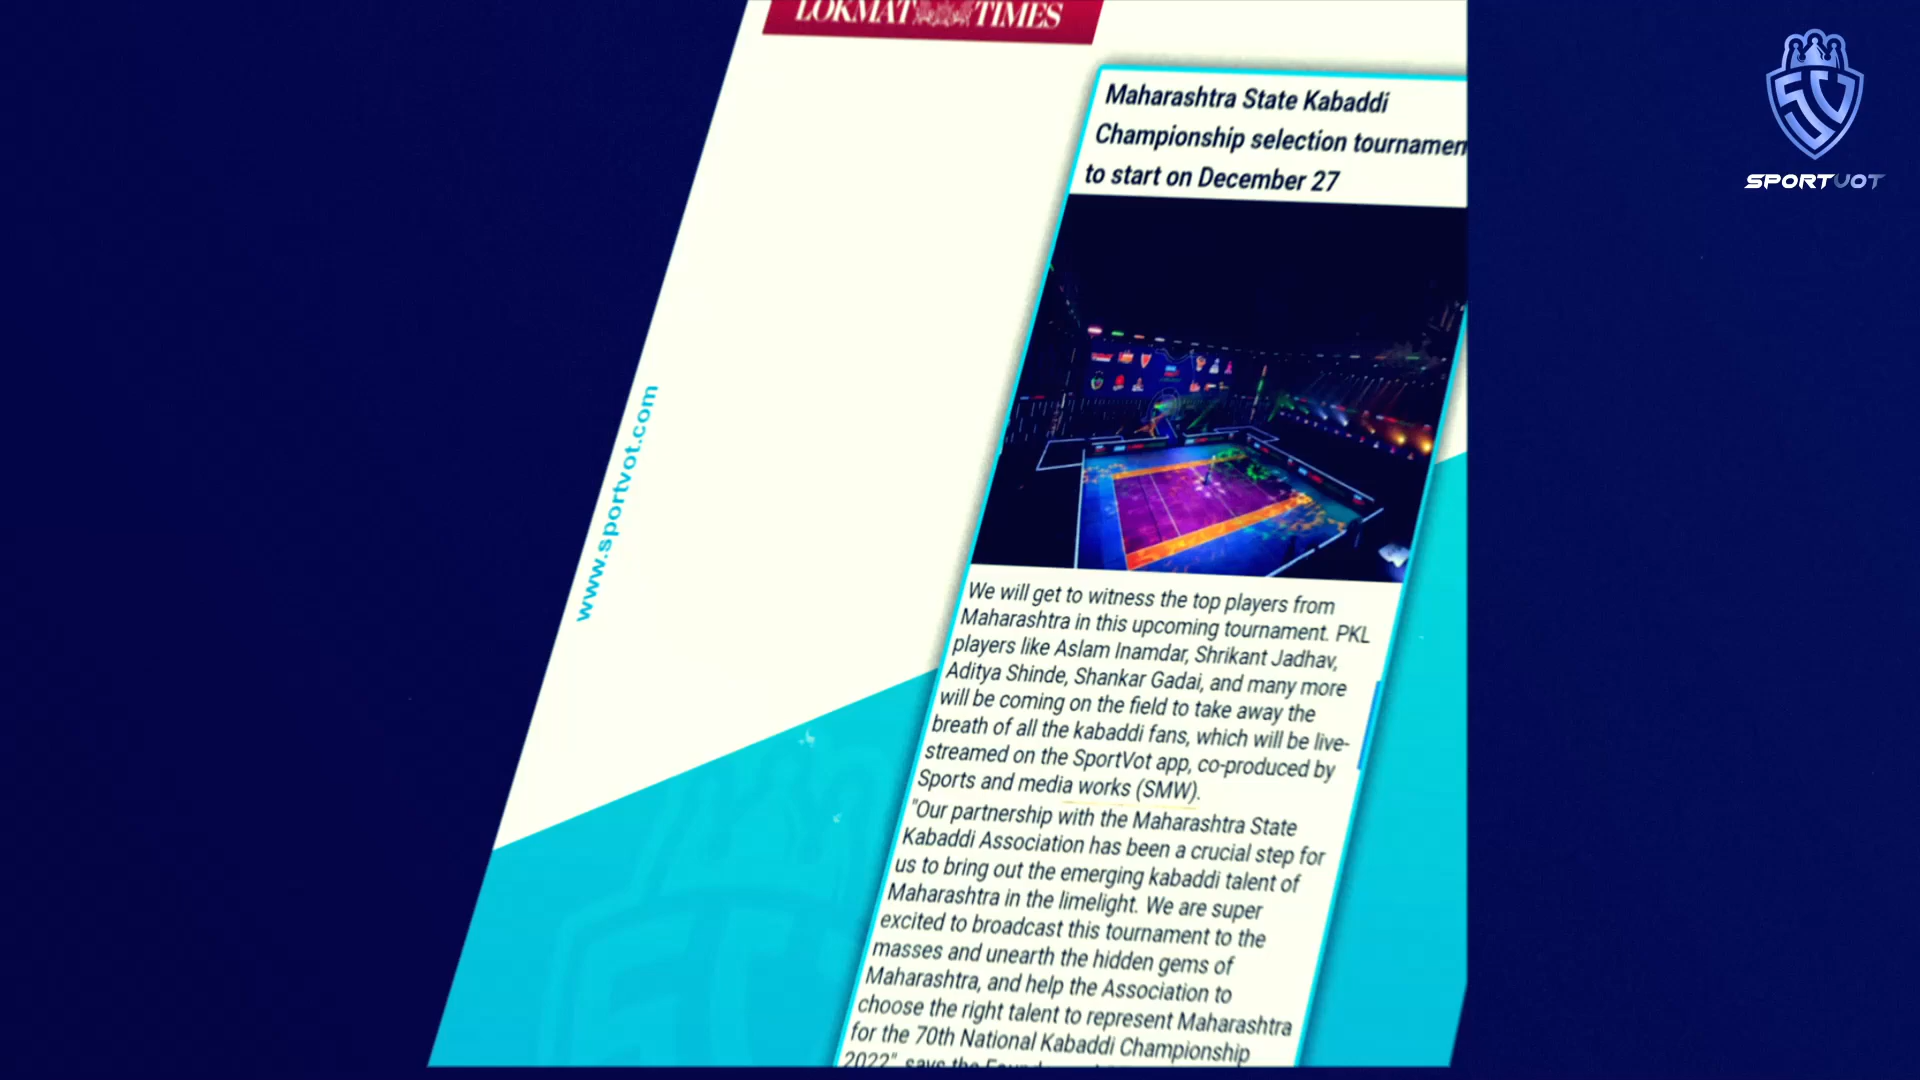 LOKMAT TIMES
SPORTVOT
Maharashtra State Kabaddi
Championship selection tournamen
to start on December 27
www.sportvot.com
We will get to witness the top players from
Maharashtra in this upcoming tournament. PKL
players like Aslam Inamdar, Shrikant Jadhav,
Aditya Shinde, Shankar Gadai, and many more
will be coming on the field to take away the
breath of all the kabaddi fans, which will be live-
streamed on the SportVot app, co-produced by
Sports and media works (SMW).
"Our partnership with the Maharashtra State
Kabaddi Association has been a crucial step for
us to bring out the emerging kabaddi talent of
Maharashtra in the limelight. We are super
excited to broadcast this tournament to the
masses and unearth the hidden gems of
Maharashtra, and help the Association to
choose the right talent to represent Maharashtra
for the 70th National Kabaddi Championship
2022", says the